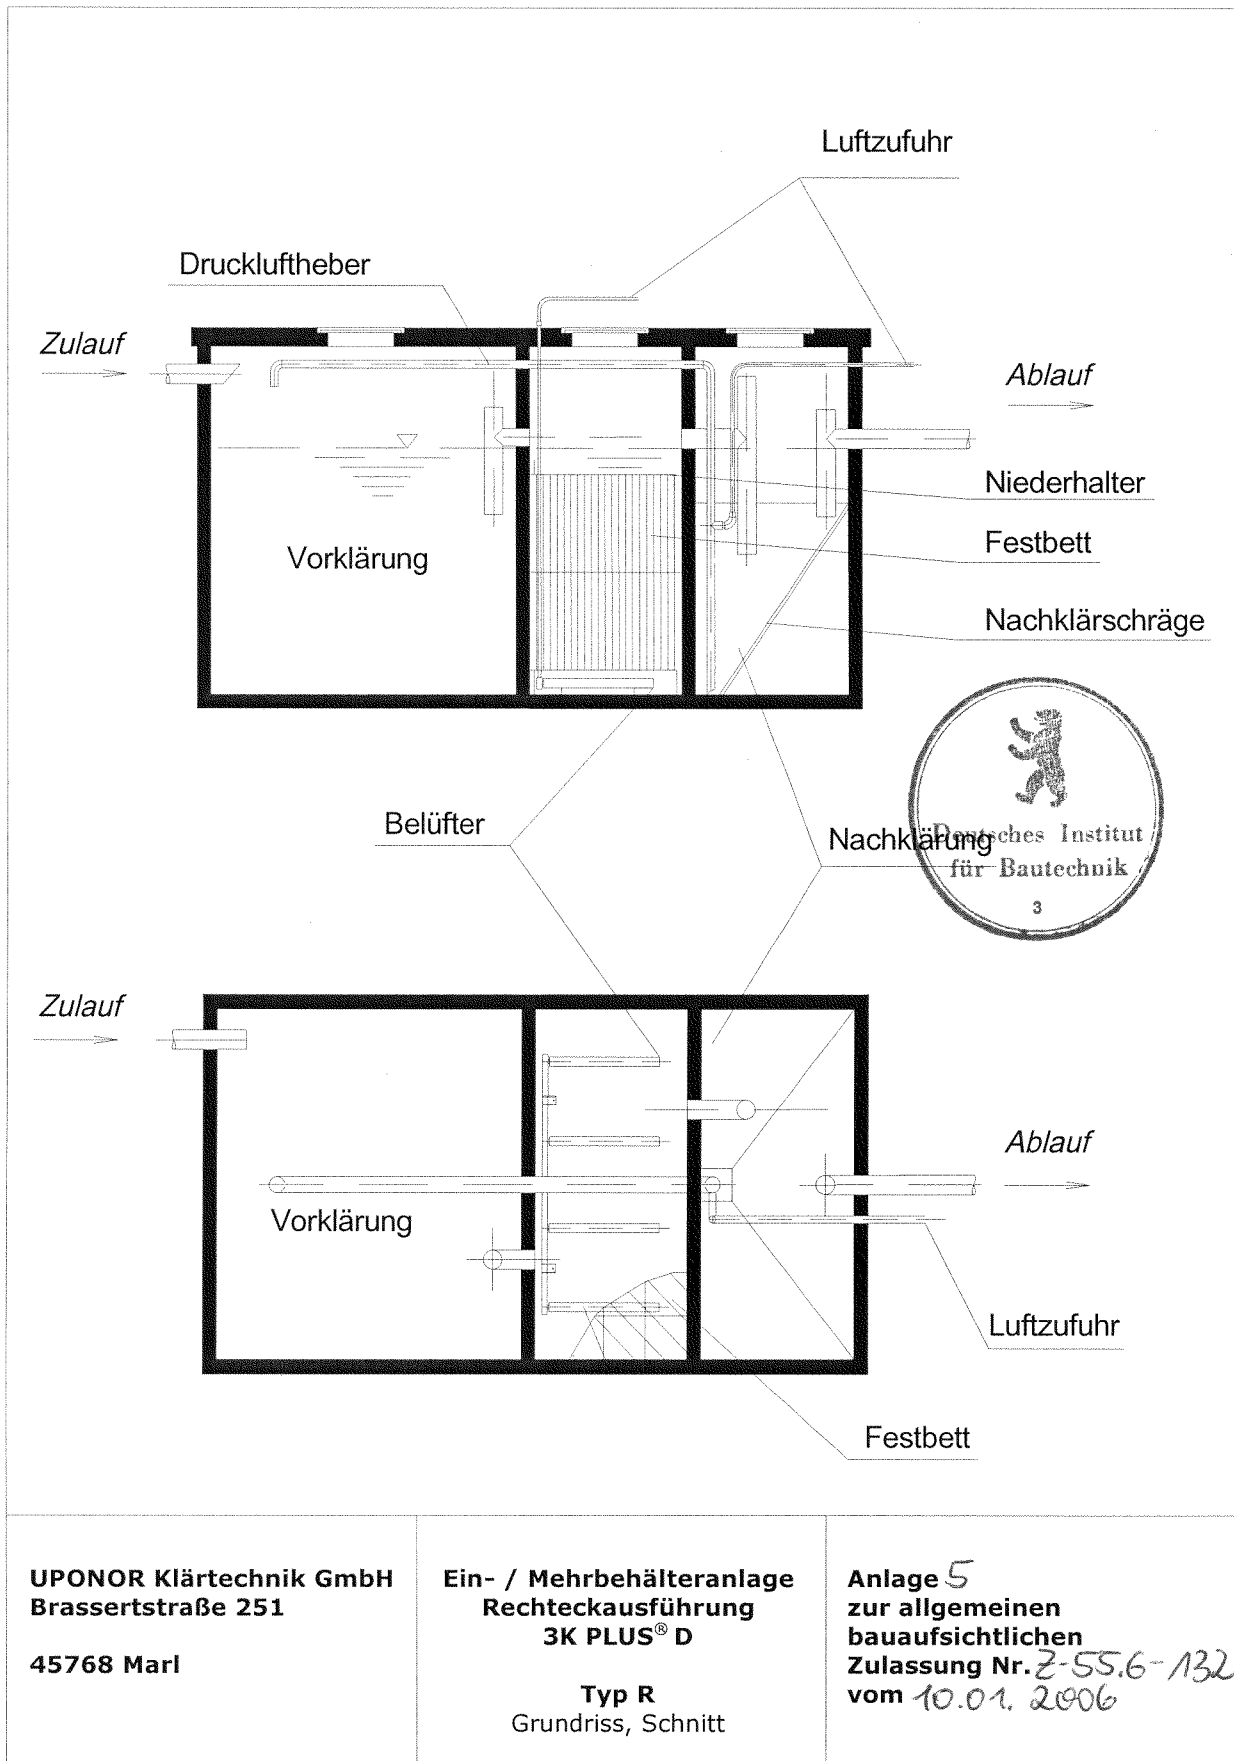 Luftzufuhr
Druckluftheber
Zulauf
Ablauf
Niederhalter
Festbett
Vorklärung
Nachklärschräge
Belüfter
Nachklärung
Deutsches Institut
für Bautechnik
3
Zulauf
Ablauf
Vorklärung
Luftzufuhr
Festbett
UPONOR Klärtechnik GmbH
Brassertstraße 251
45768 Marl
Ein- / Mehrbehälteranlage
Rechteckausführung
3K PLUS® D
Typ R
Grundriss, Schnitt
Anlage 5
zur allgemeinen
bauaufsichtlichen
Zulassung Nr. Z-55.6-132
vom 10.01.2006